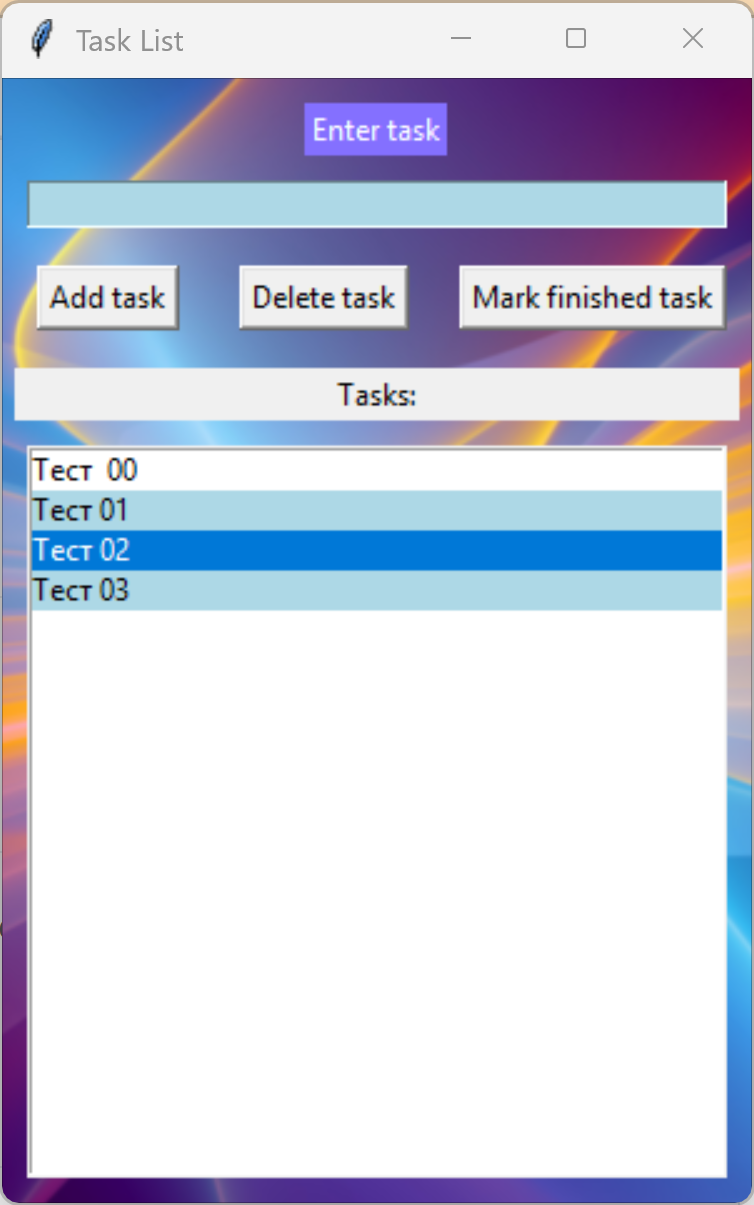 Task List
Enter task
Add task Delete task Mark finished task
Tasks:
Тест  00
Тест 01
Тест 02
Тест 03